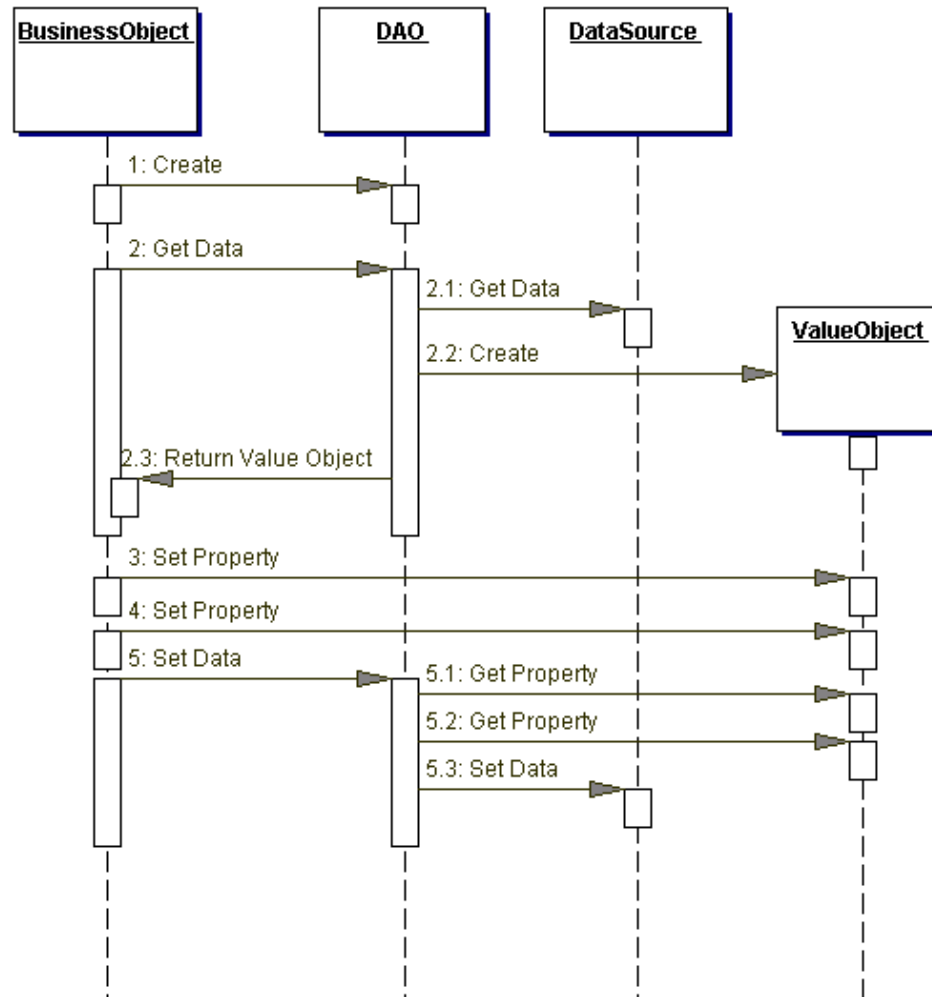 BusinessObject
DAO
DataSource
1: Create
2: Get Data
2.1: Get Data
ValueObject
2.2: Create
2.3: Return Value Object
3: Set Property
4: Set Property
5: Set Data
5.1: Get Property
5.2: Get Property
5.3: Set Data